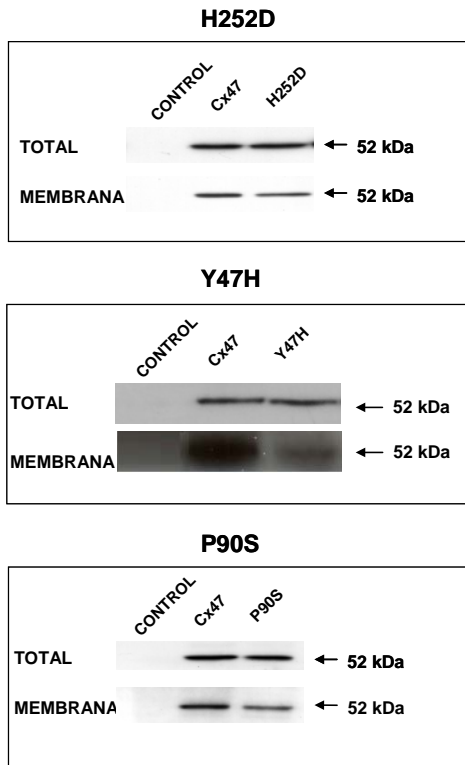 H252D
CONTROL Cx47 H252D
TOTAL ← 52 kDa
MEMBRANA ← 52 kDa
Y47H
CONTROL Cx47 Y47H
TOTAL ← 52 kDa
MEMBRANA ← 52 kDa
P90S
CONTROL Cx47 P90S
TOTAL ← 52 kDa
MEMBRANA ← 52 kDa